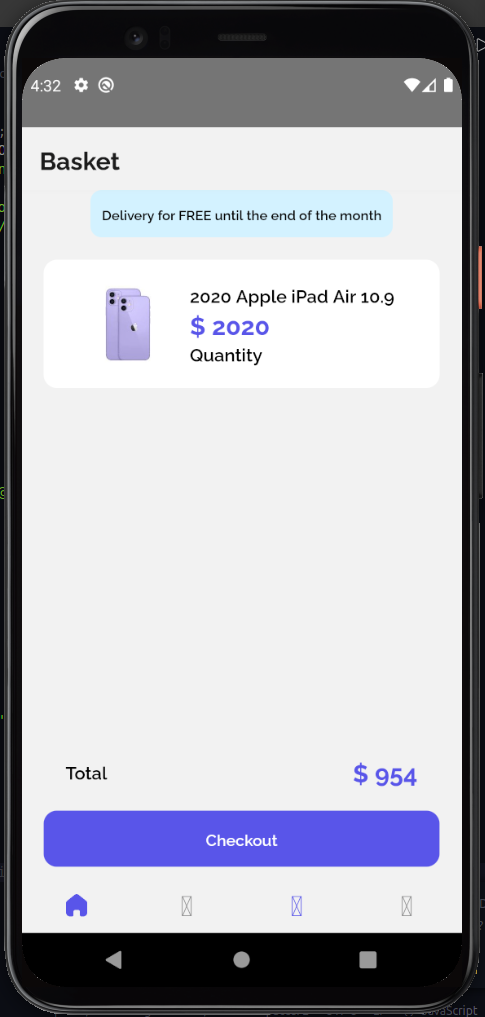 4:32
Basket
Delivery for FREE until the end of the month
2020 Apple iPad Air 10.9
$ 2020
Quantity
Total
$ 954
Checkout